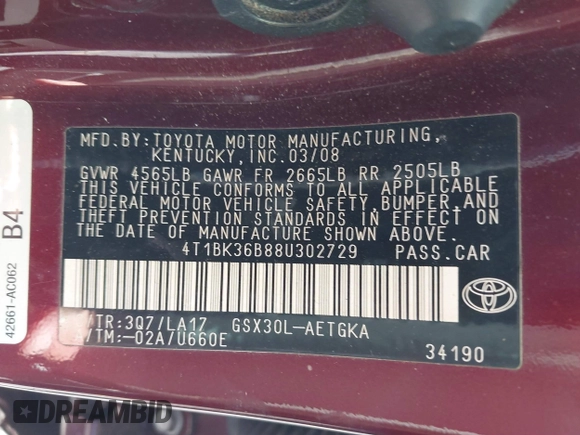 MFD.BY:TOYOTA MOTOR MANUFACTURING,
KENTUCKY,INC.03/08
GVWR 4565LB GAWR FR 2665LB RR 2505LB
THIS VEHICLE CONFORMS TO ALL APPLICABLE
FEDERAL MOTOR VEHICLE SAFETY,BUMPER,AND
THEFT PREVENTION STANDARDS IN EFFECT ON
THE DATE OF MANUFACTURE SHOWN ABOVE.
4T1BK36B88U302729 PASS.CAR
/TR:3Q7/LA17 GSX30L-AETGKA
/TM:-02A/U660E
34190
42661-AC062 B4
DREAMBID